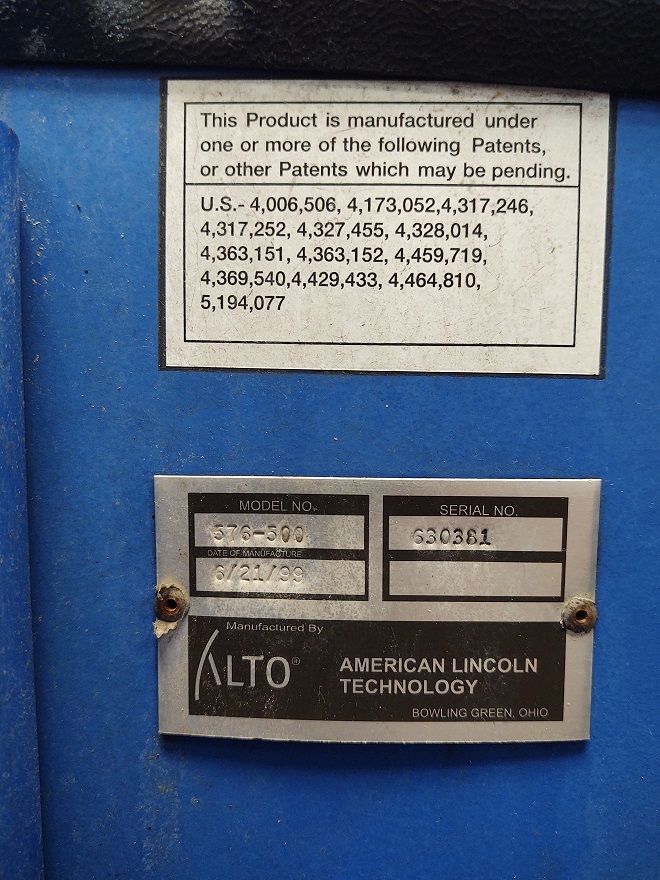 This Product is manufactured under
one or more of the following Patents,
or other Patents which may be pending.
U.S.- 4,006,506, 4,173,052,4,317,246,
4,317,252, 4,327,455, 4,328,014,
4,363,151, 4,363,152, 4,459,719,
4,369,540,4,429,433, 4,464,810,
5,194,077
MODEL NO.
576-500
DATE OF MANUFACTURE
6/21/99
SERIAL NO.
630381
Manufactured By
ALTO®
AMERICAN LINCOLN
TECHNOLOGY
BOWLING GREEN, OHIO